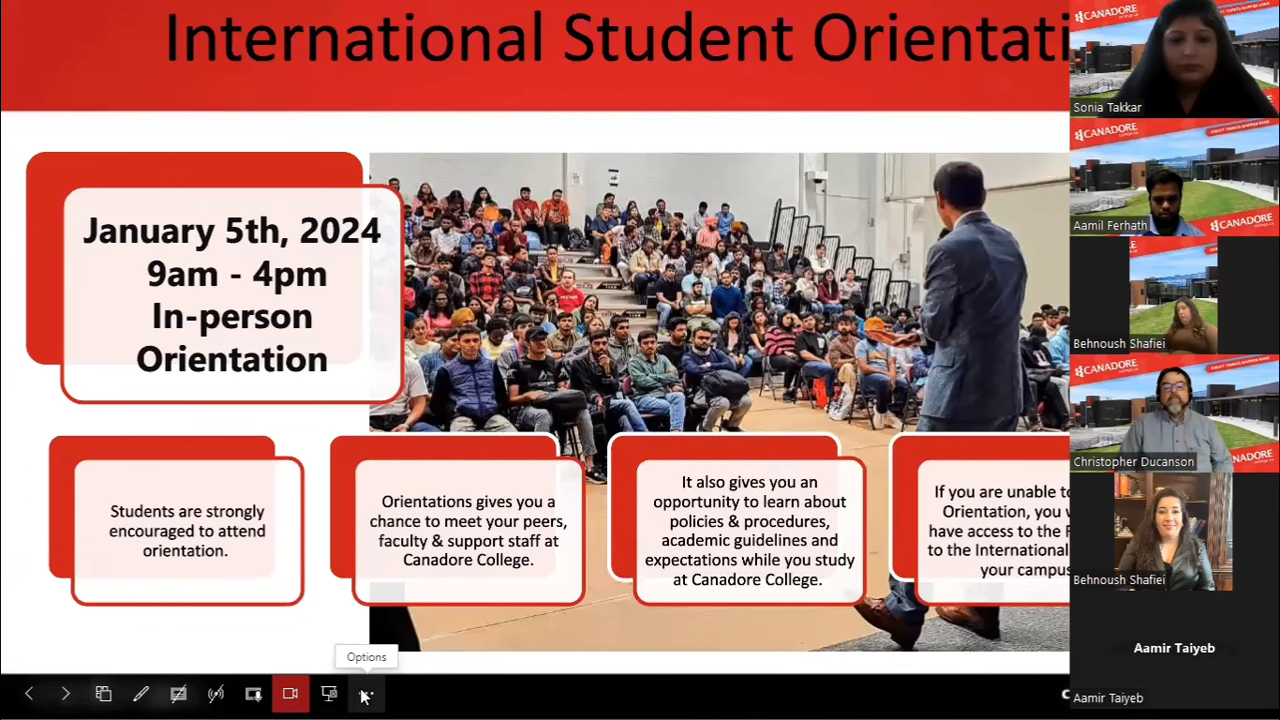 International Student Orientati
January 5th, 2024
9am - 4pm
In-person
Orientation
Students are strongly
encouraged to attend
orientation.
Orientations gives you a
chance to meet your peers,
faculty & support staff at
Canadore College.
It also gives you an
opportunity to learn about
policies & procedures,
academic guidelines and
expectations while you study
at Canadore College.
If you are unable to
Orientation, you
have access to the
to the International
your campus
Options
CANADORE
Sonia Takkar
CANADORE
CANADORE
Aamil Ferhath
Behnoush Shafiei
CANADORE
Christopher Ducanson
Behnoush Shafiei
Aamir Taiyeb
Aamir Taiyeb